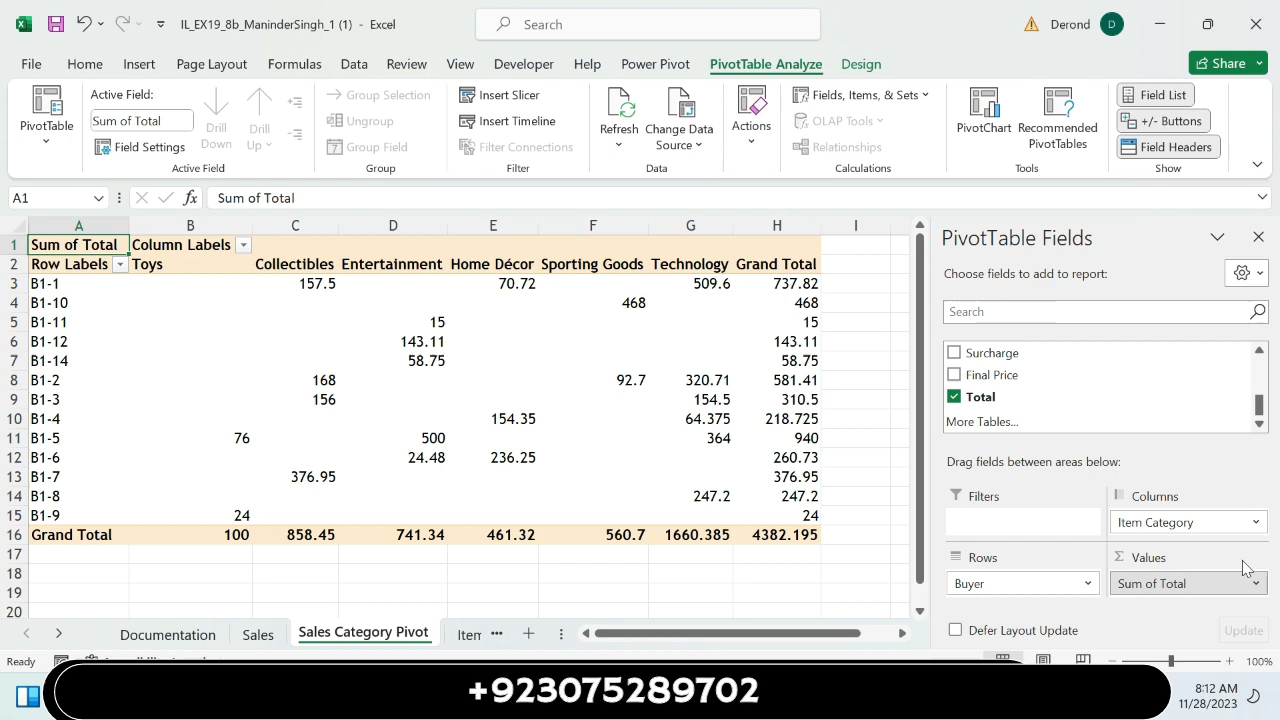 IL_EX19_8b_ManinderSingh_1 (1) - Excel
Search
Derond
D
File Home Insert Page Layout Formulas Data Review View Developer Help Power Pivot PivotTable Analyze Design
Share
PivotTable
Active Field:
Sum of Total
Field Settings
Drill Down
Drill Up
Active Field
Group Selection
Ungroup
Group Field
Group
Insert Slicer
Insert Timeline
Filter Connections
Filter
Refresh
Change Data Source
Data
Actions
Fields, Items, & Sets
OLAP Tools
Relationships
Calculations
PivotChart
Recommended PivotTables
Tools
Field List
+/- Buttons
Field Headers
Show
A1
fx
Sum of Total
A B C D E F G H I
1 Sum of Total Column Labels
2 Row Labels Toys Collectibles Entertainment Home Décor Sporting Goods Technology Grand Total
3 B1-1 157.5 70.72 509.6 737.82
4 B1-10 468 468
5 B1-11 15 15
6 B1-12 143.11 143.11
7 B1-14 58.75 58.75
8 B1-2 168 92.7 320.71 581.41
9 B1-3 156 154.5 310.5
10 B1-4 154.35 64.375 218.725
11 B1-5 76 500 364 940
12 B1-6 24.48 236.25 260.73
13 B1-7 376.95 376.95
14 B1-8 247.2 247.2
15 B1-9 24 24
16 Grand Total 100 858.45 741.34 461.32 560.7 1660.385 4382.195
17
18
19
20
PivotTable Fields
Choose fields to add to report:
Search
Surcharge
Final Price
Total
More Tables...
Drag fields between areas below:
Filters
Columns
Item Category
Rows
Buyer
Values
Sum of Total
Defer Layout Update
Update
Documentation Sales Sales Category Pivot Item
Ready
100%
+923075289702
8:12 AM
11/28/2023